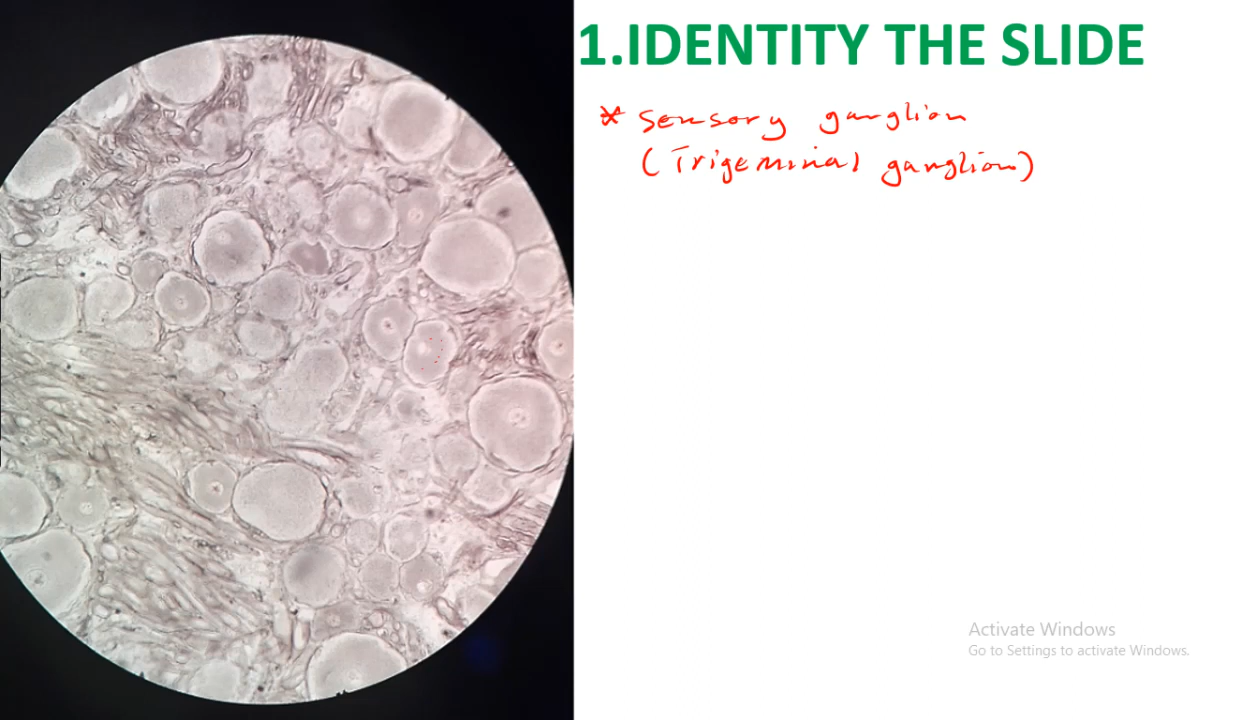 1.IDENTITY THE SLIDE
* Sensory ganglion
(Trigeminal ganglion)
Activate Windows
Go to Settings to activate Windows.